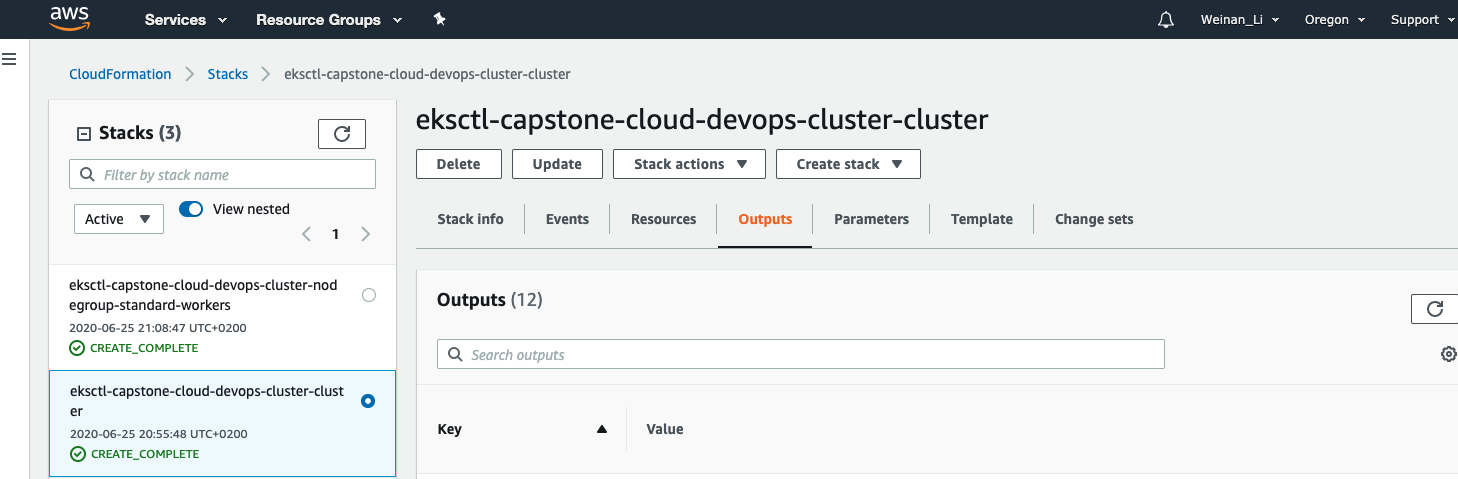 aws Services Resource Groups Weinan_Li Oregon Support
CloudFormation Stacks eksctl-capstone-cloud-devops-cluster-cluster
Stacks (3)
Filter by stack name
Active View nested
1
eksctl-capstone-cloud-devops-cluster-nod
egroup-standard-workers
2020-06-25 21:08:47 UTC+0200
CREATE_COMPLETE
eksctl-capstone-cloud-devops-cluster-clust
er
2020-06-25 20:55:48 UTC+0200
CREATE_COMPLETE
eksctl-capstone-cloud-devops-cluster-cluster
Delete Update Stack actions Create stack
Stack info Events Resources Outputs Parameters Template Change sets
Outputs (12)
Search outputs
Key Value